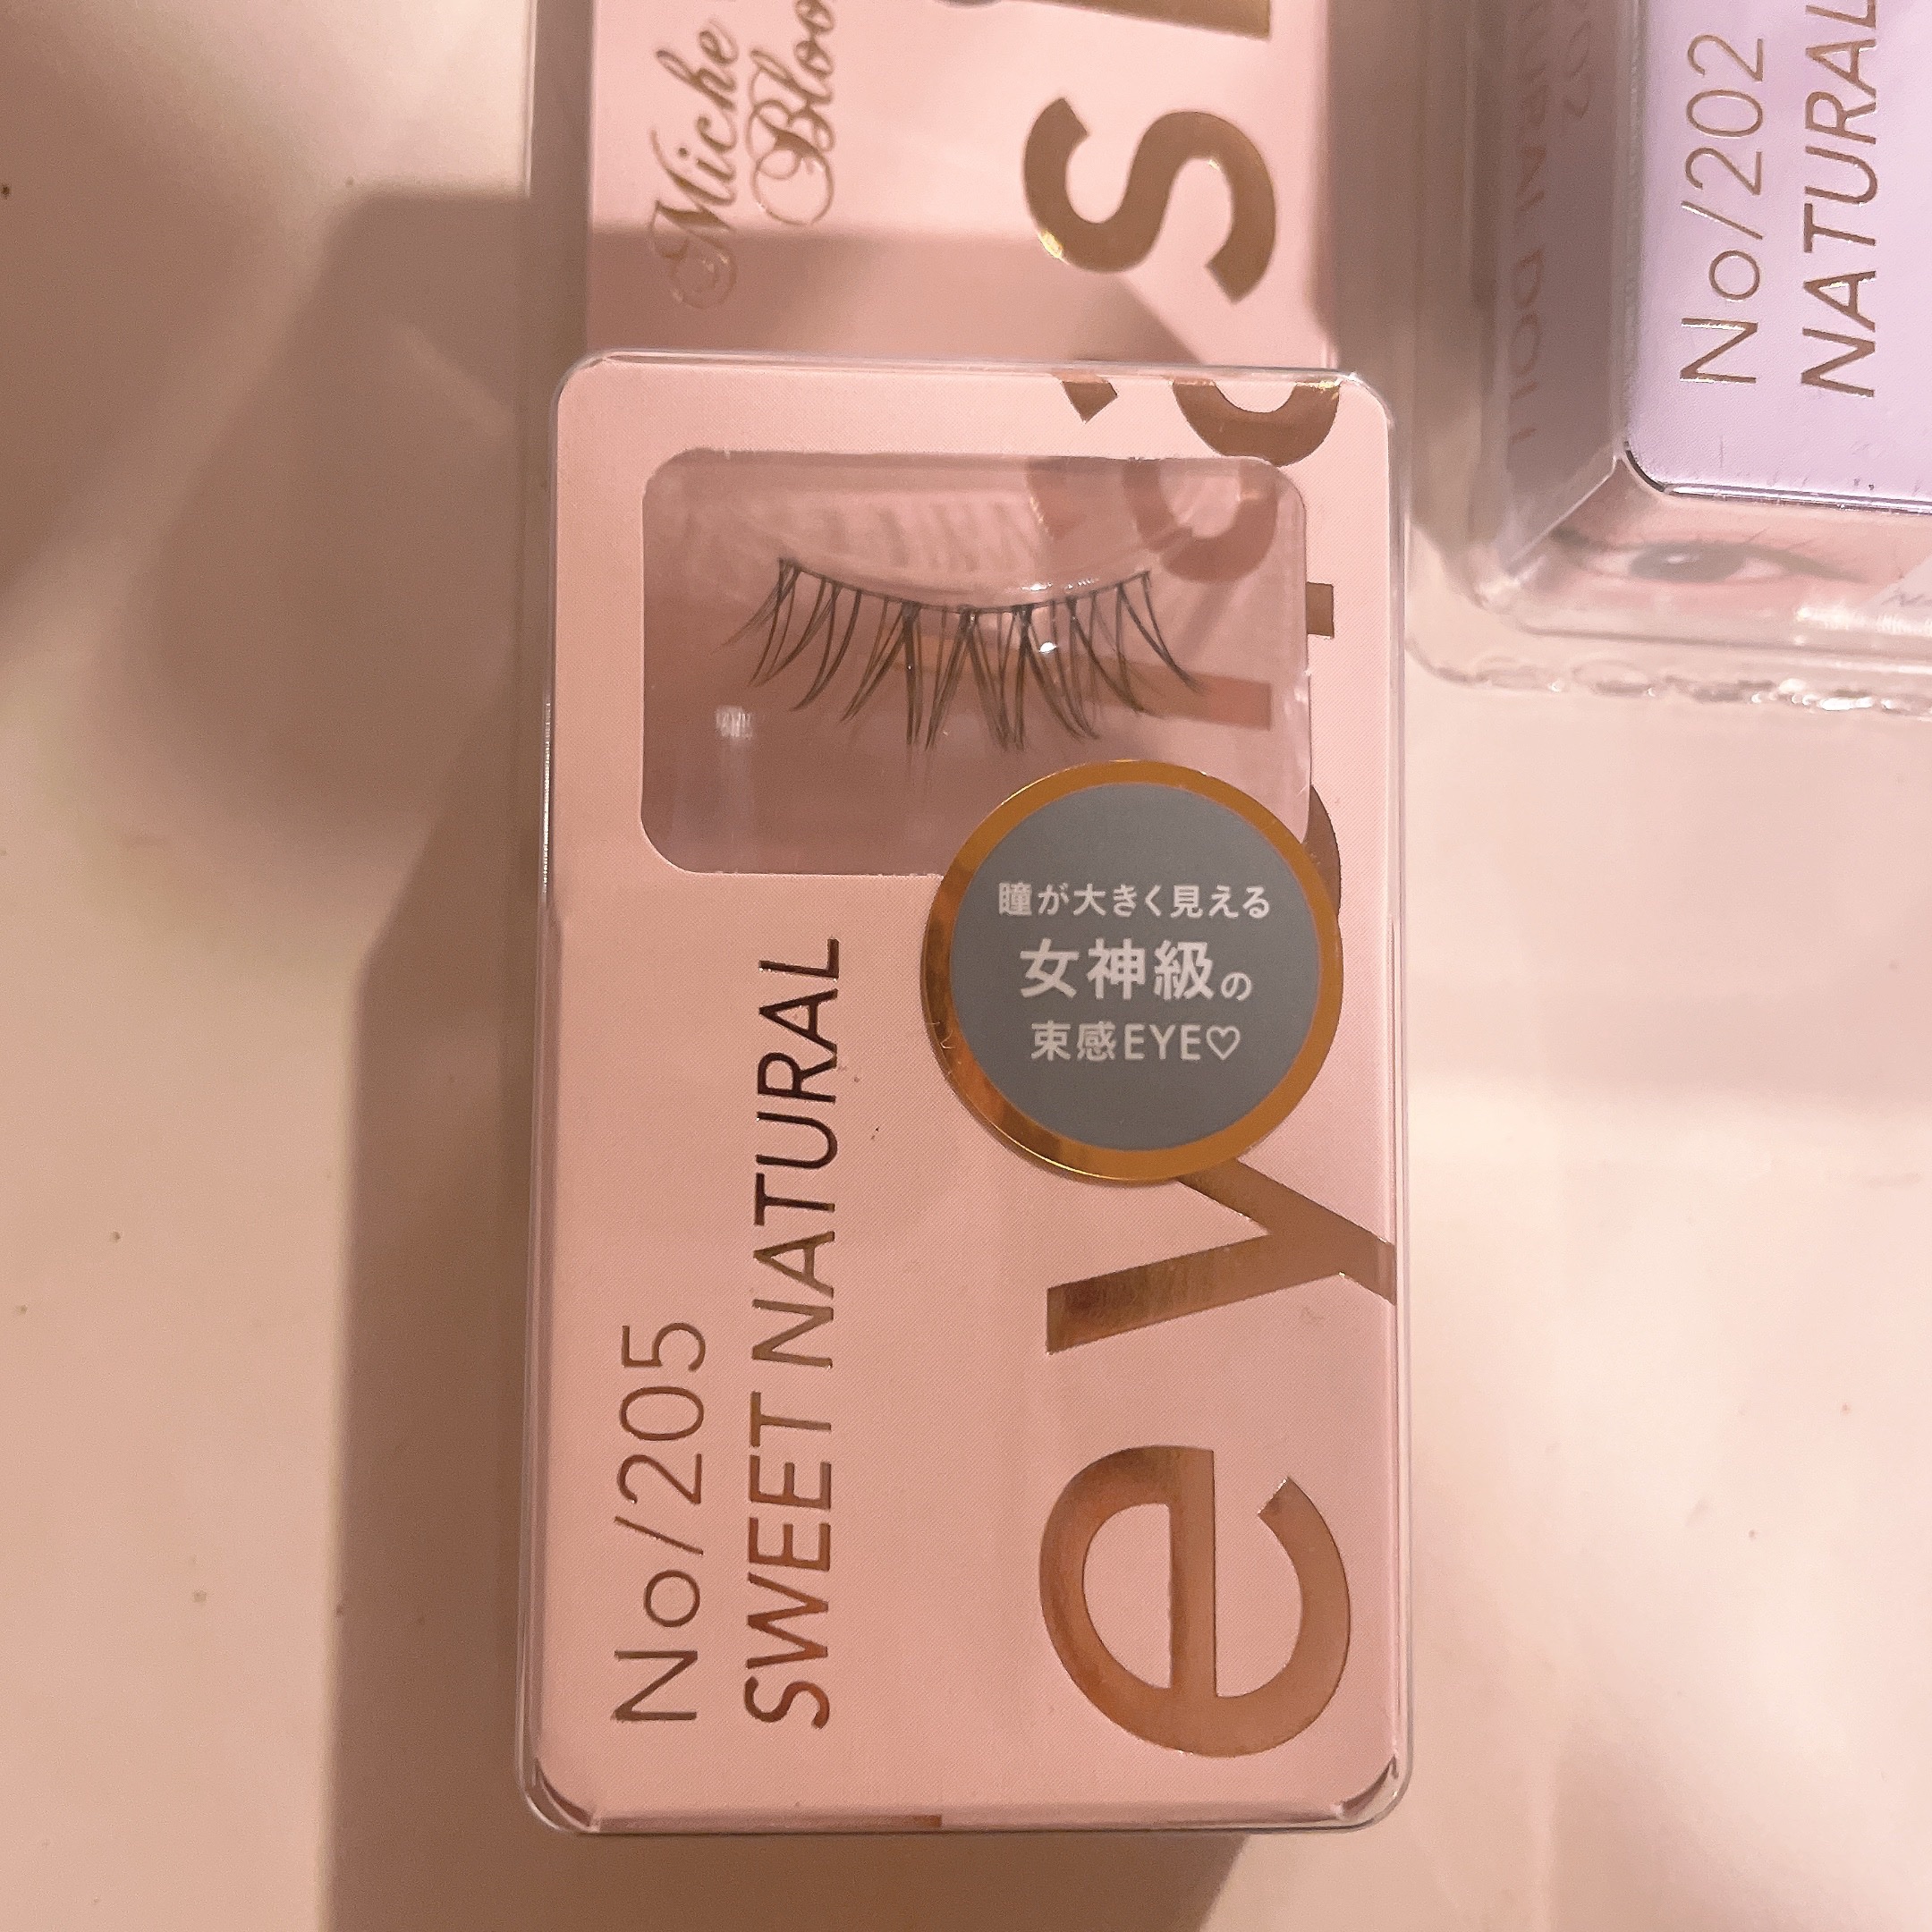 Miche
No/205
SWEET NATURAL
瞳が大きく見える
女神級の
束感EYE♡
eye
No/202
NATURAL